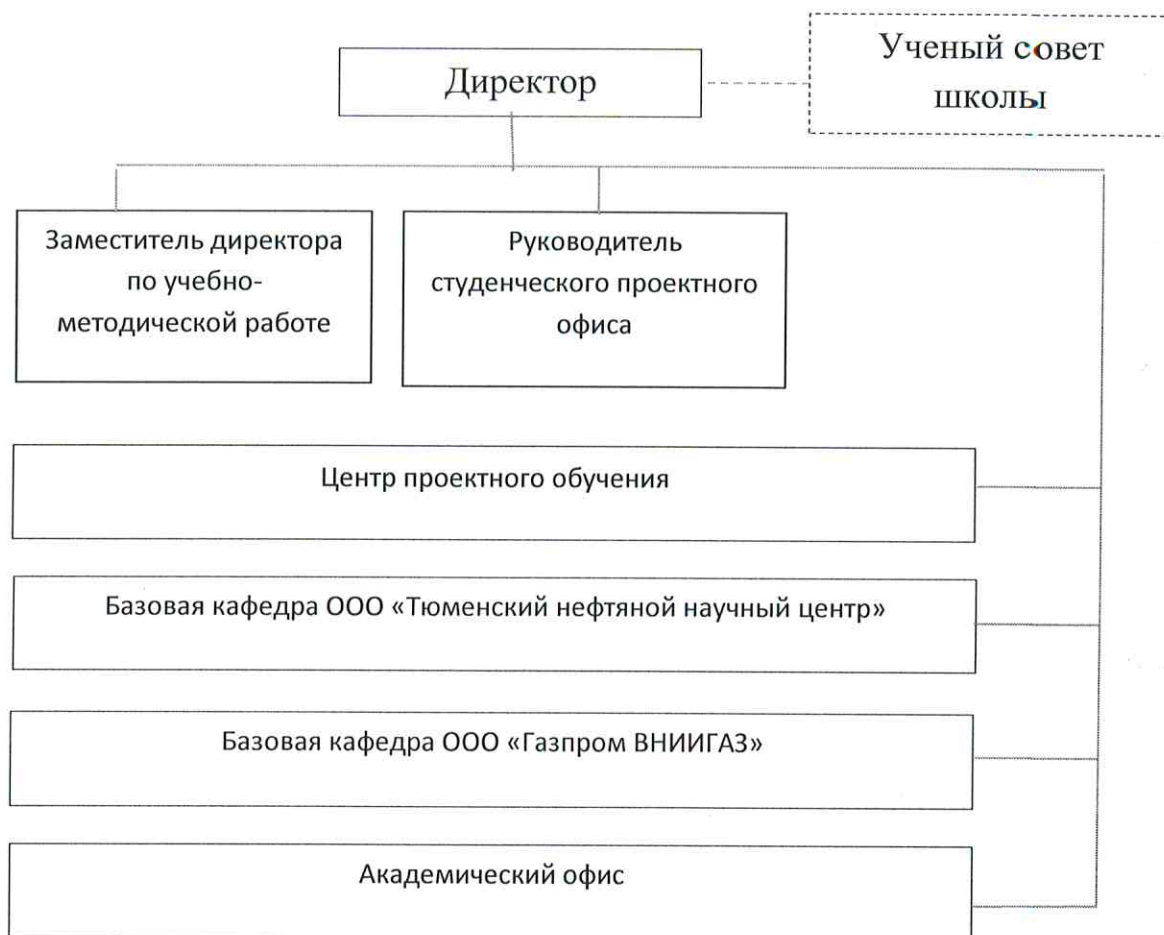 Ученый совет
школы
Директор
Заместитель директора
по учебно-
методической работе
Руководитель
студенческого проектного
офиса
Центр проектного обучения
Базовая кафедра ООО «Тюменский нефтяной научный центр»
Базовая кафедра ООО «Газпром ВНИИГАЗ»
Академический офис